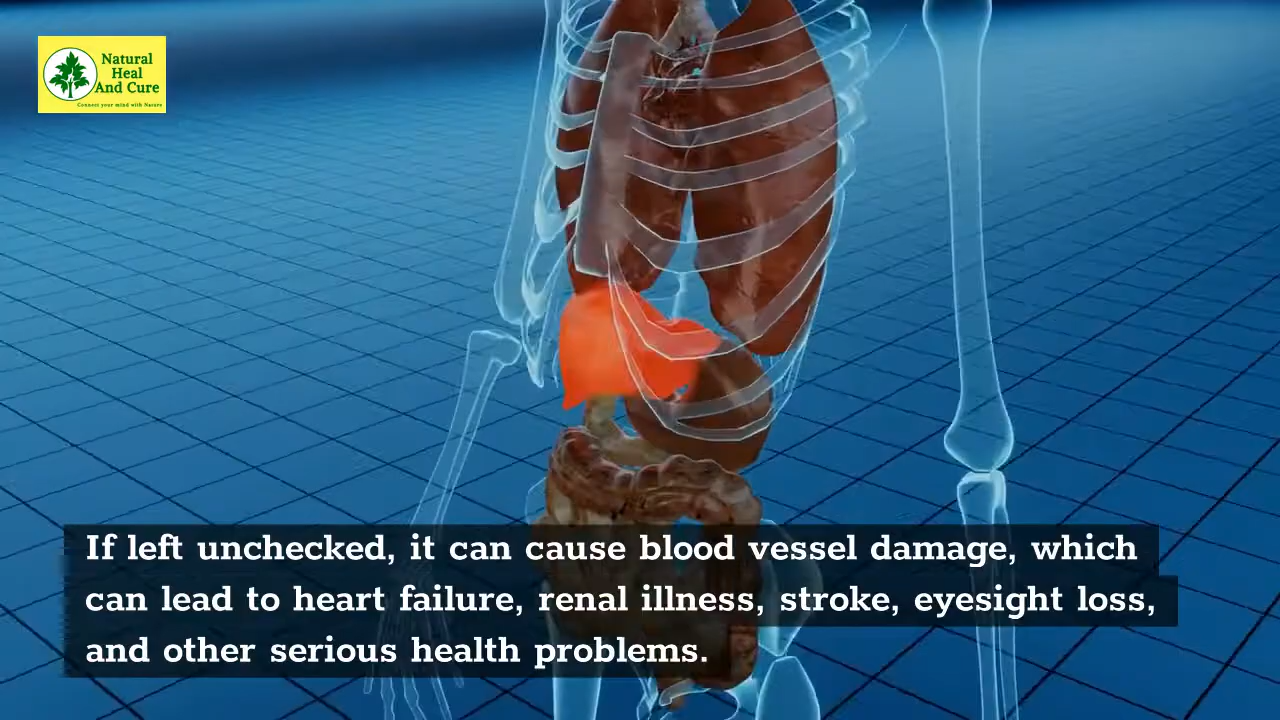 Natural
Heal
And Cure
Connect your mind with Nature
If left unchecked, it can cause blood vessel damage, which
can lead to heart failure, renal illness, stroke, eyesight loss,
and other serious health problems.